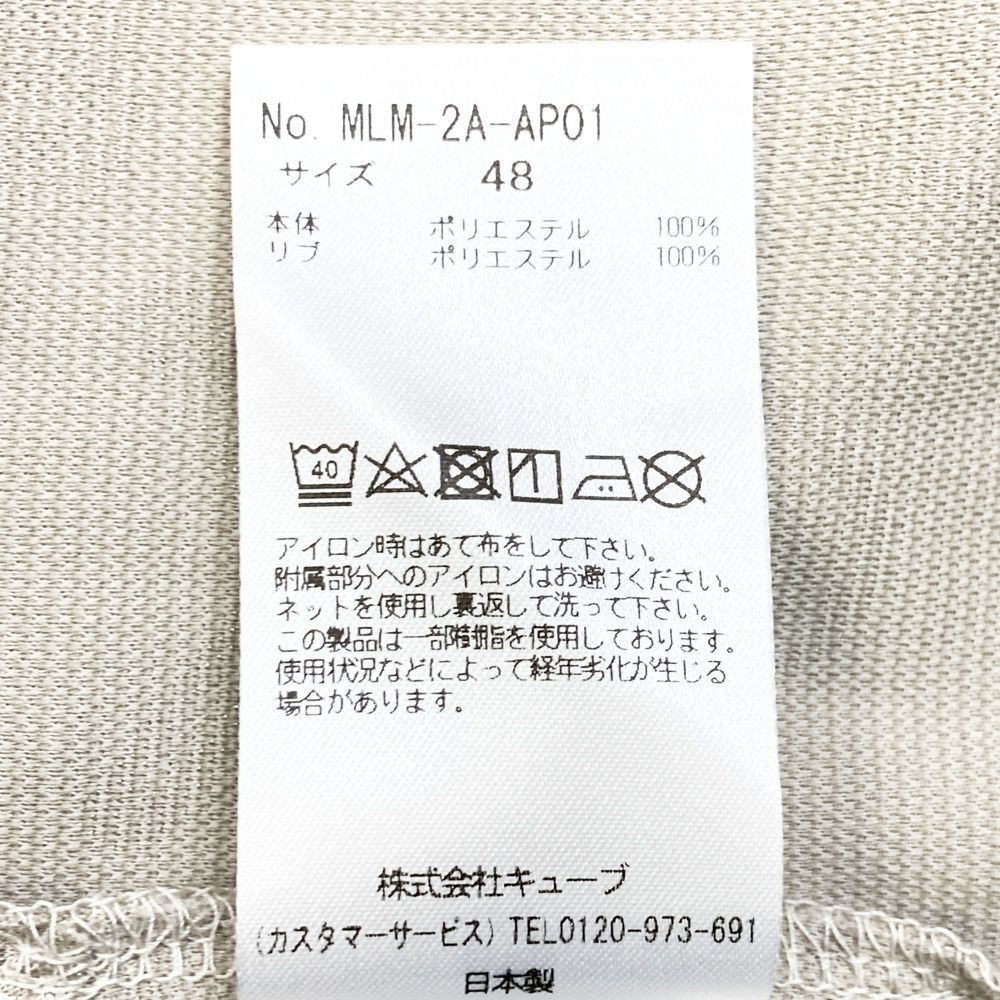 No. MLM-2A-AP01
サイズ 48
本体 ポリエステル 100%
リブ ポリエステル 100%
40
アイロン時はあて布をして下さい。
附属部分へのアイロンはお避けください。
ネットを使用し裏返して洗って下さい。
この製品は一部樹脂を使用しております。
使用状況などによって経年劣化が生じる
場合があります。
株式会社キューブ
(カスタマーサービス) TEL0120-973-691
日本製